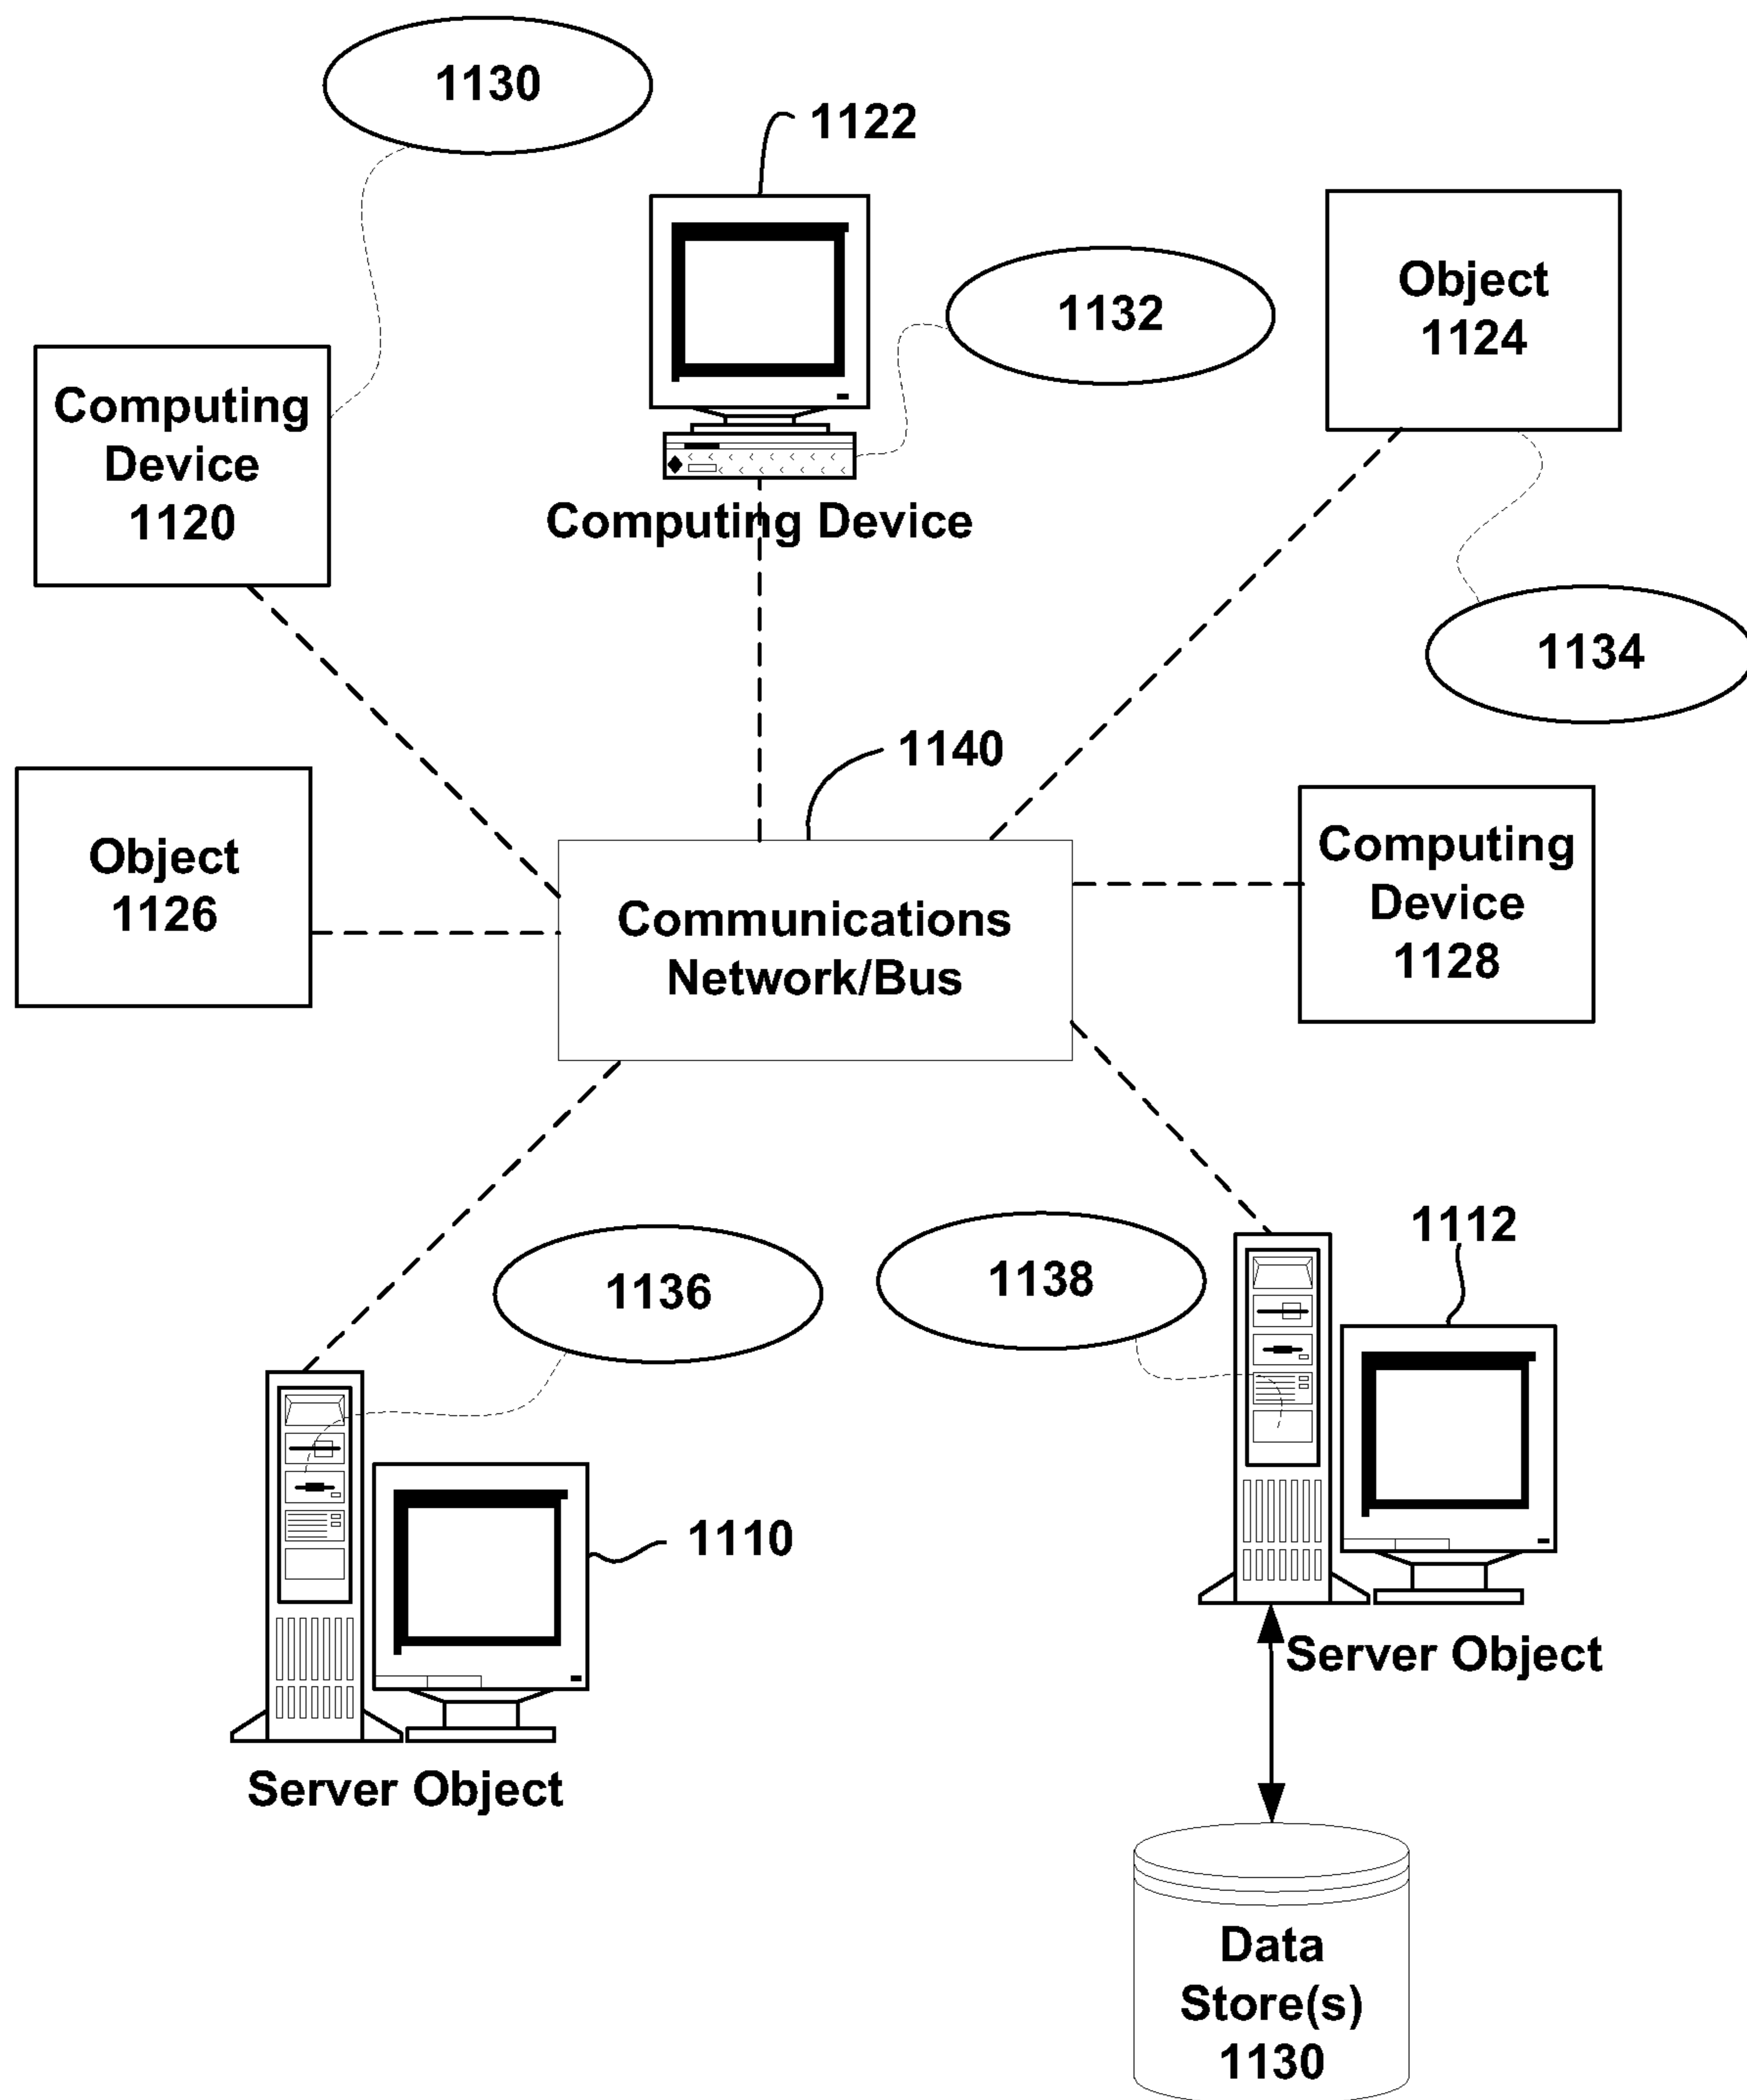 1130
1122
1132
Object
1124
Computing
Device
1120
Computing Device
1134
1140
Object
1126
Communications
Network/Bus
Computing
Device
1128
1136
1138
1112
1110
Server Object
Server Object
Data
Store(s)
1130